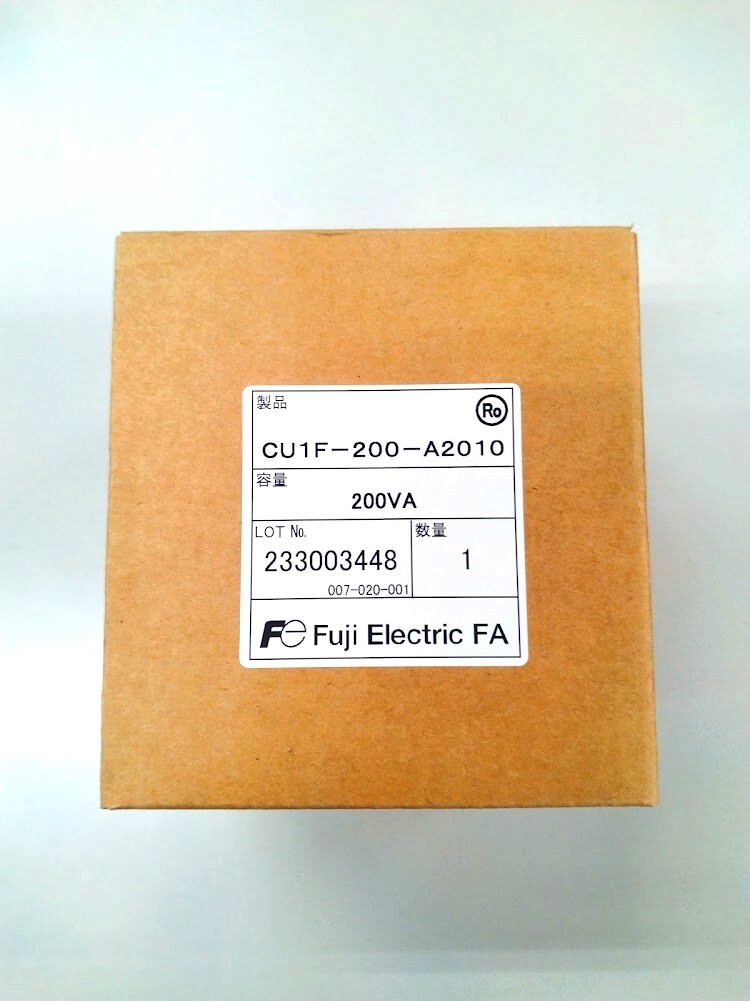 製品
Ro
CU1F-200-A2010
容量
200VA
LOT No. 数量
233003448 1
007-020-001
Fe Fuji Electric FA